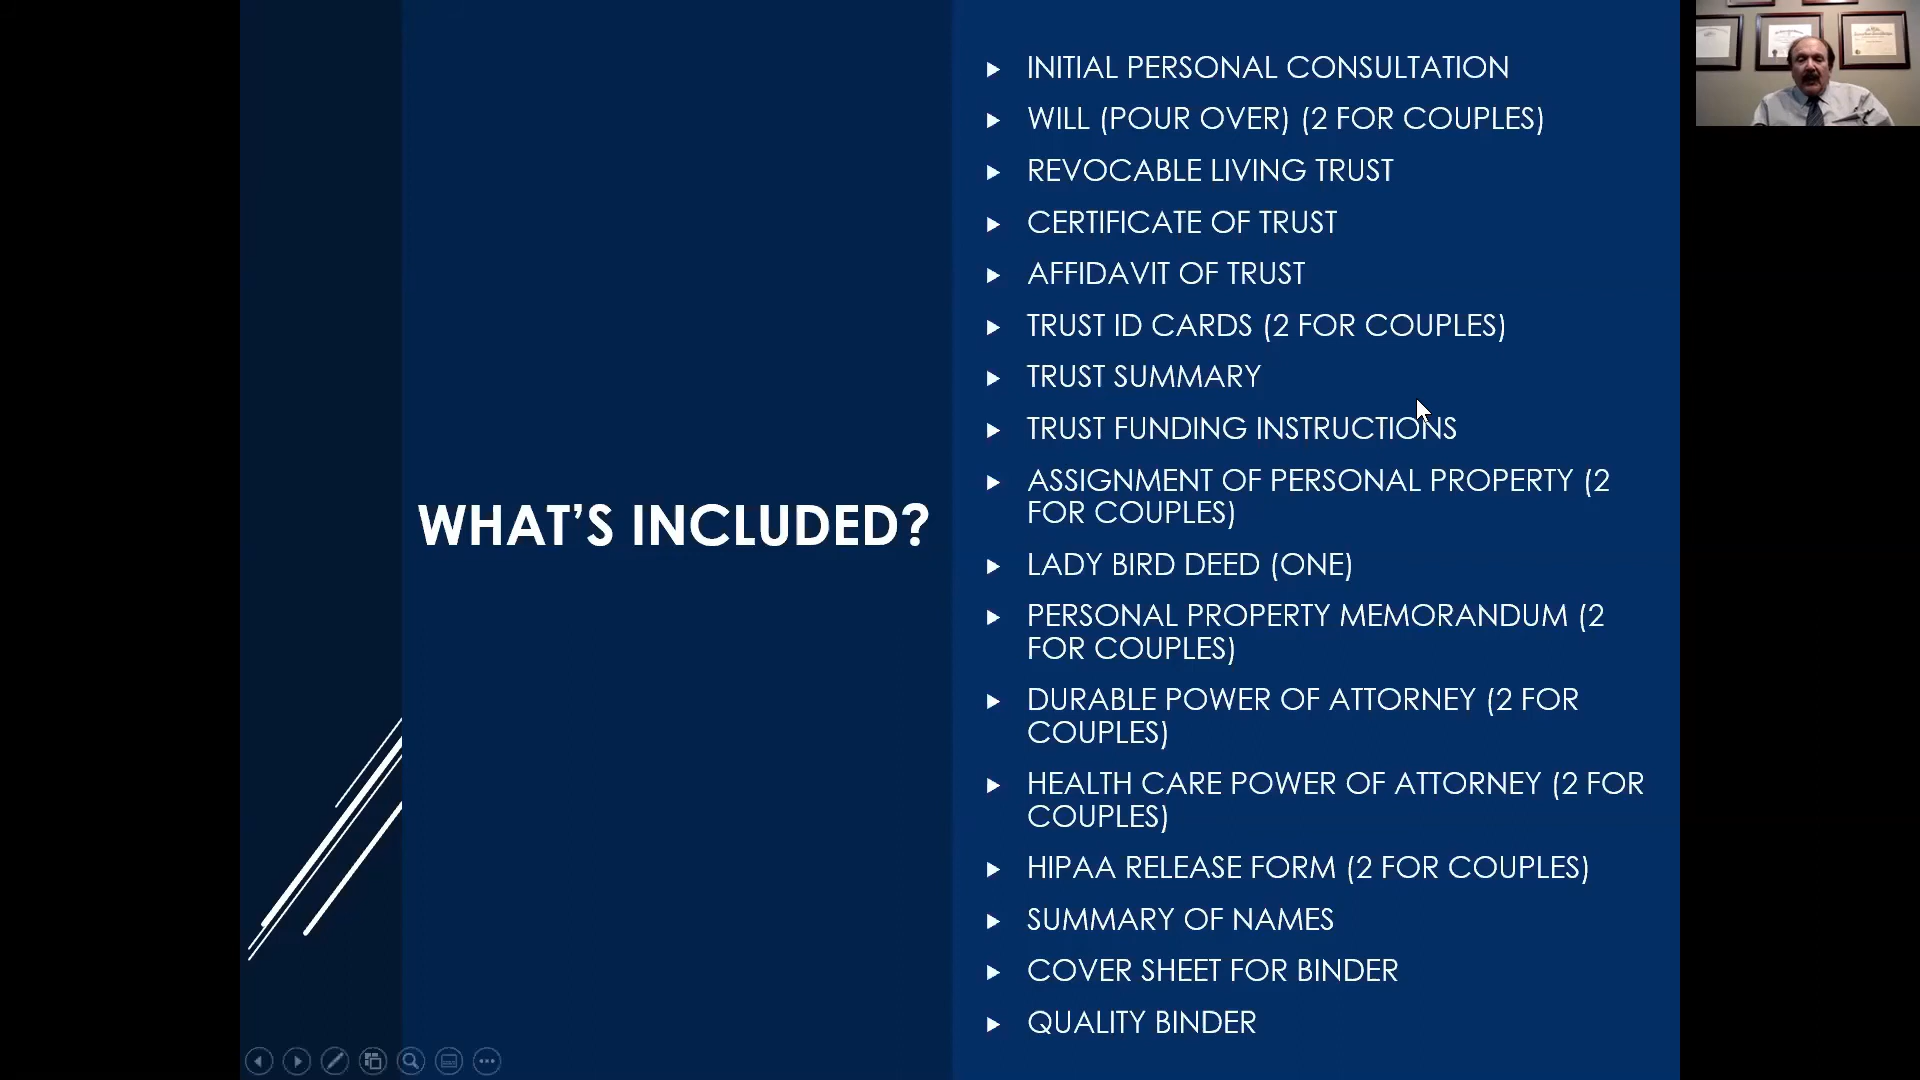 WHAT’S INCLUDED?
INITIAL PERSONAL CONSULTATION
WILL (POUR OVER) (2 FOR COUPLES)
REVOCABLE LIVING TRUST
CERTIFICATE OF TRUST
AFFIDAVIT OF TRUST
TRUST ID CARDS (2 FOR COUPLES)
TRUST SUMMARY
TRUST FUNDING INSTRUCTIONS
ASSIGNMENT OF PERSONAL PROPERTY (2
FOR COUPLES)
LADY BIRD DEED (ONE)
PERSONAL PROPERTY MEMORANDUM (2
FOR COUPLES)
DURABLE POWER OF ATTORNEY (2 FOR
COUPLES)
HEALTH CARE POWER OF ATTORNEY (2 FOR
COUPLES)
HIPAA RELEASE FORM (2 FOR COUPLES)
SUMMARY OF NAMES
COVER SHEET FOR BINDER
QUALITY BINDER